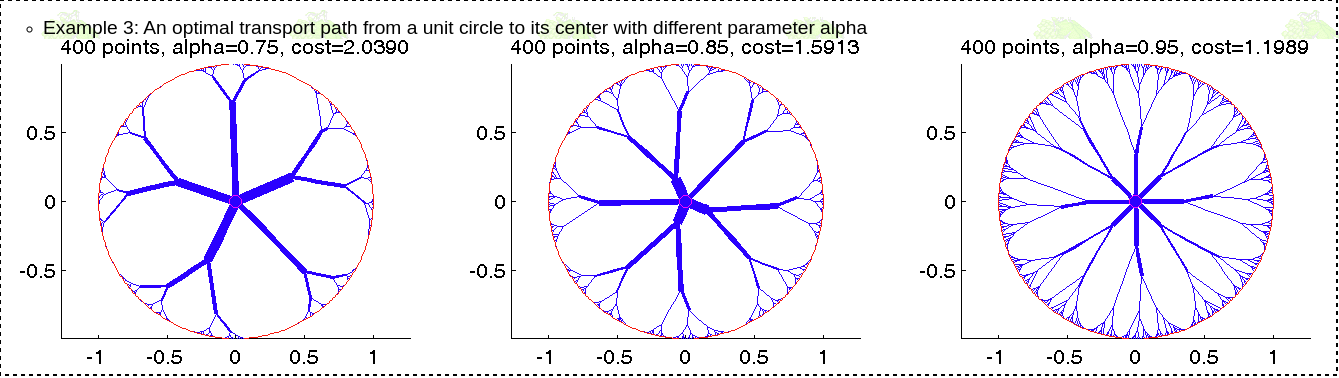 Example 3: An optimal transport path from a unit circle to its center with different parameter alpha
400 points, alpha=0.75, cost=2.0390
0.5
0
-0.5
-1 -0.5 0 0.5 1
400 points, alpha=0.85, cost=1.5913
0.5
0
-0.5
-1 -0.5 0 0.5 1
400 points, alpha=0.95, cost=1.1989
0.5
0
-0.5
-1 -0.5 0 0.5 1